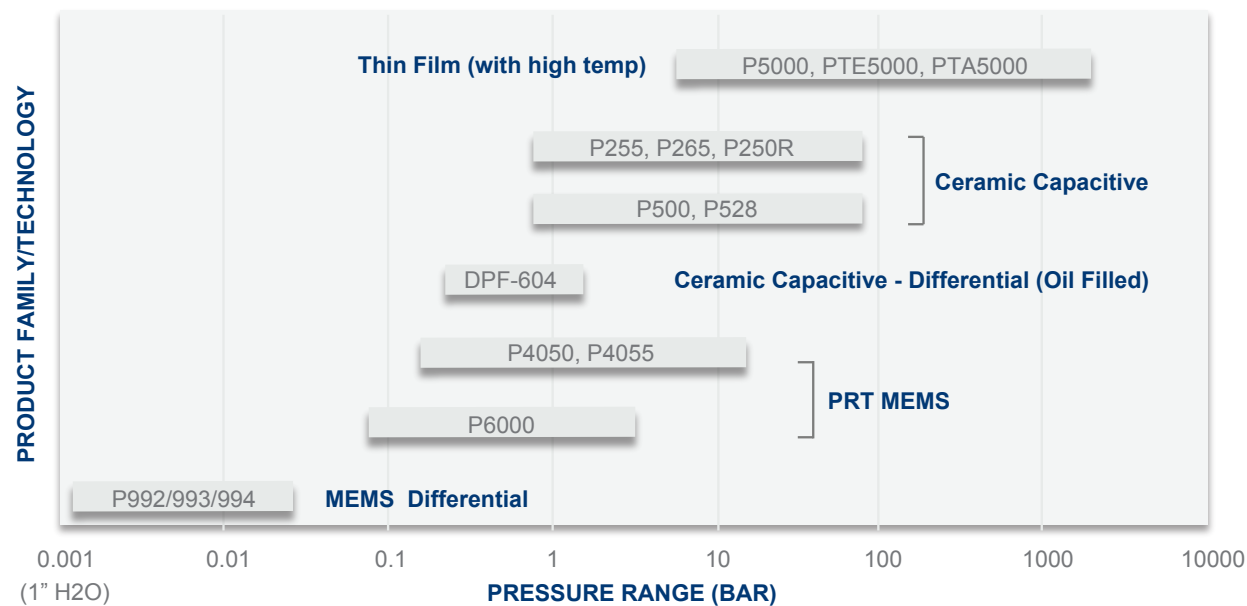 PRODUCT FAMILY/TECHNOLOGY
Thin Film (with high temp)
P5000, PTE5000, PTA5000
P255, P265, P250R
Ceramic Capacitive
P500, P528
DPF-604
Ceramic Capacitive - Differential (Oil Filled)
P4050, P4055
PRT MEMS
P6000
P992/993/994
MEMS Differential
0.001
0.01
0.1
1
10
100
1000
10000
(1” H2O)
PRESSURE RANGE (BAR)